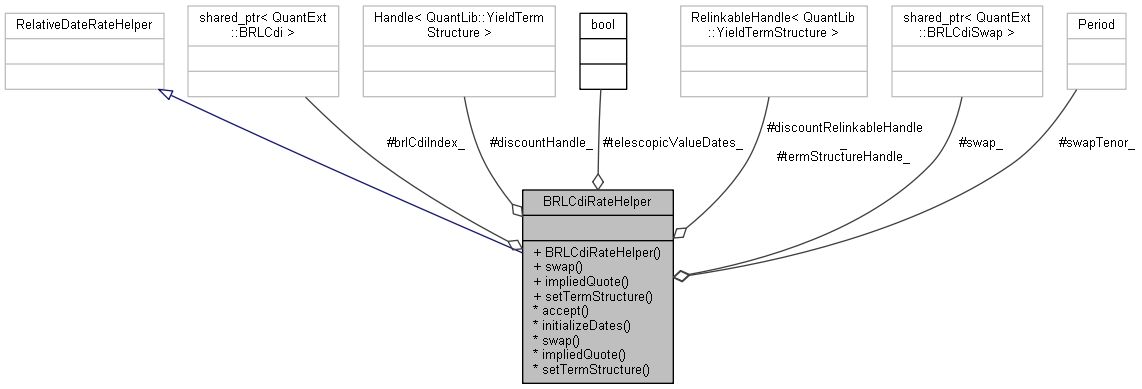 RelativeDateRateHelper
shared_ptr< QuantExt
::BRLCdi >
Handle< QuantLib::YieldTerm
Structure >
bool
RelinkableHandle< QuantLib
::YieldTermStructure >
shared_ptr< QuantExt
::BRLCdiSwap >
Period
#brlCdiIndex_
#discountHandle_
#telescopicValueDates_
#discountRelinkableHandle
_
#termStructureHandle_
#swap_
#swapTenor_
BRLCdiRateHelper
+ BRLCdiRateHelper()
+ swap()
+ impliedQuote()
+ setTermStructure()
* accept()
* initializeDates()
* swap()
* impliedQuote()
* setTermStructure()